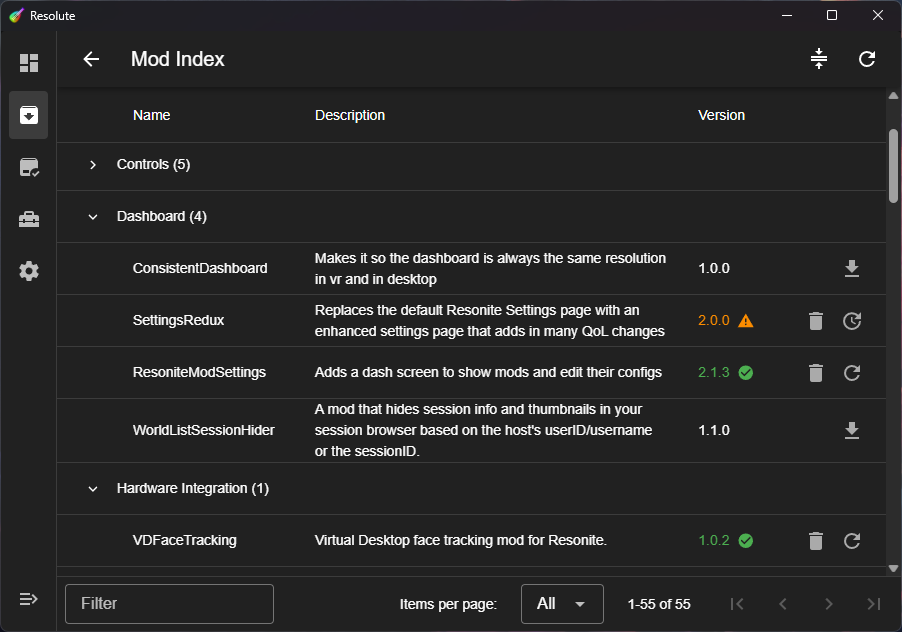 Resolute
Mod Index
Name Description Version
Controls (5)
Dashboard (4)
ConsistentDashboard
Makes it so the dashboard is always the same resolution
in vr and in desktop
1.0.0
SettingsRedux
Replaces the default Resonite Settings page with an
enhanced settings page that adds in many QoL changes
2.0.0
ResoniteModSettings Adds a dash screen to show mods and edit their configs 2.1.3
WorldListSessionHider
A mod that hides session info and thumbnails in your
session browser based on the host's userID/username
or the sessionID.
1.1.0
Hardware Integration (1)
VDFaceTracking Virtual Desktop face tracking mod for Resonite. 1.0.2
Filter Items per page: All 1-55 of 55